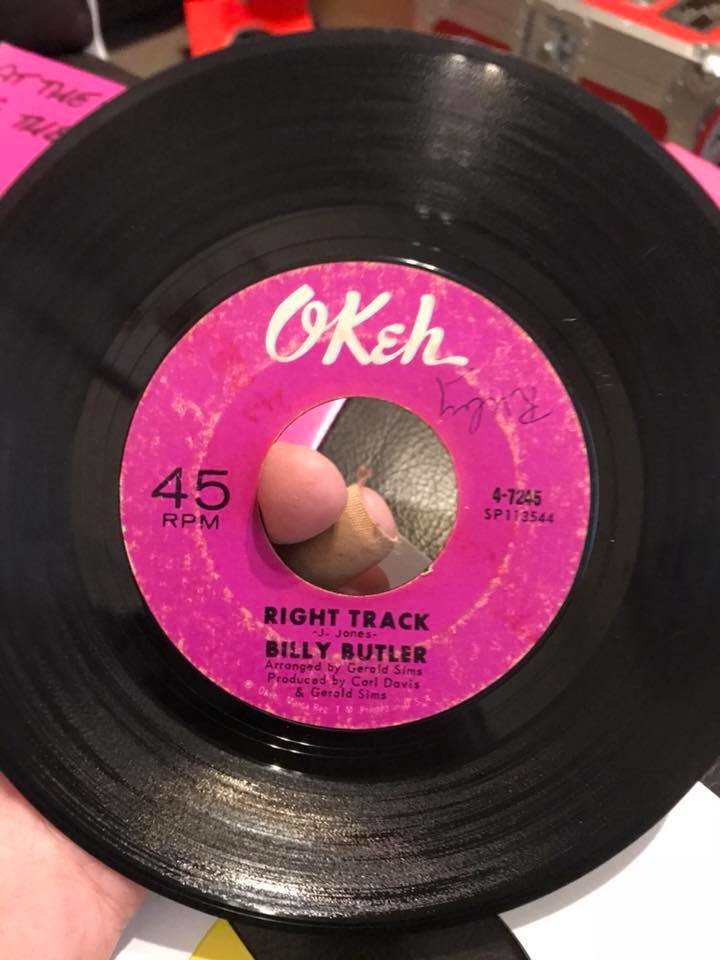 OKeh
45
RPM
4-7245
SP113544
RIGHT TRACK
-J. Jones-
BILLY BUTLER
Arranged by Gerald Sims
Produced by Carl Davis
& Gerald Sims